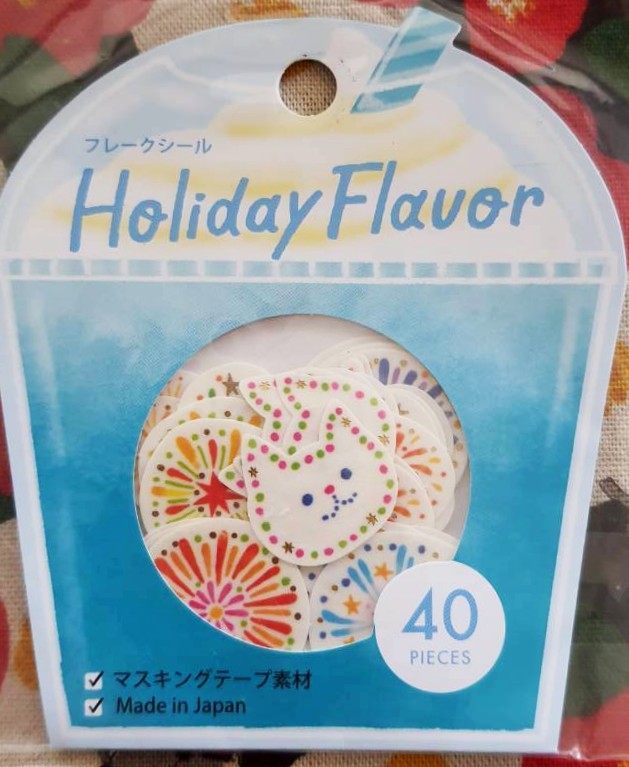 フレークシール
Holiday Flavor
40
PIECES
マスキングテープ素材
Made in Japan